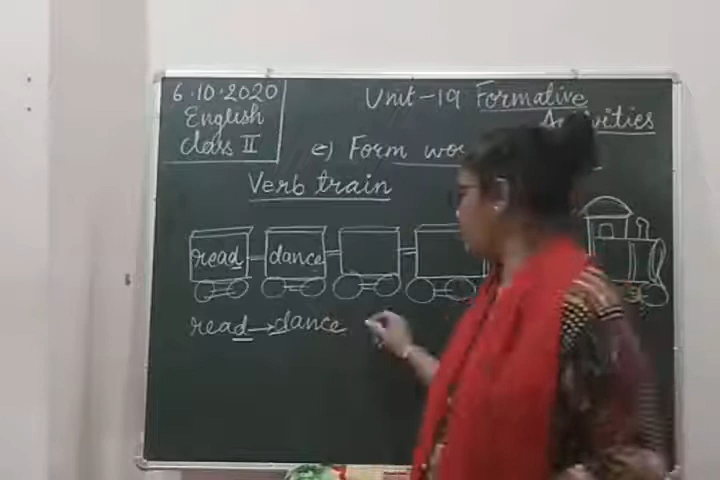 6.10.2020
English
Class II
Unit-19 Formative
Activities
e) Form
Verb train
read dance
read → dance